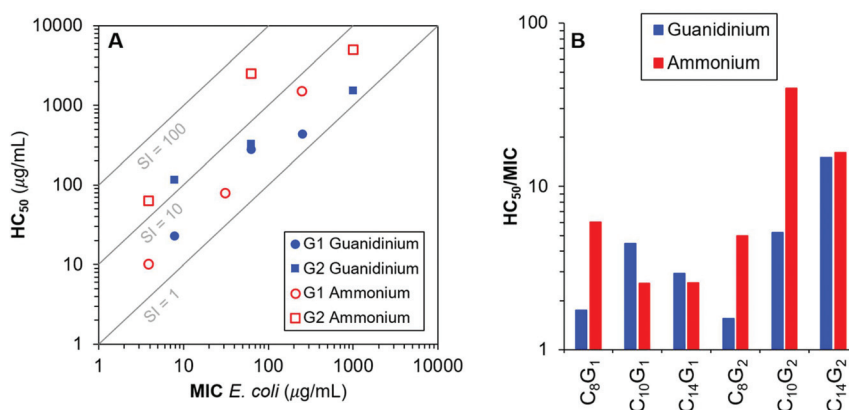 A
10000
1000
100
10
1
HC₅₀ (µg/mL)
SI = 100
SI = 10
SI = 1
G1 Guanidinium
G2 Guanidinium
G1 Ammonium
G2 Ammonium
1 10 100 1000 10000
MIC E. coli (µg/mL)
B
Guanidinium
Ammonium
100
10
1
HC₅₀/MIC
C₈G₁
C₁₀G₁
C₁₄G₁
C₈G₂
C₁₀G₂
C₁₄G₂